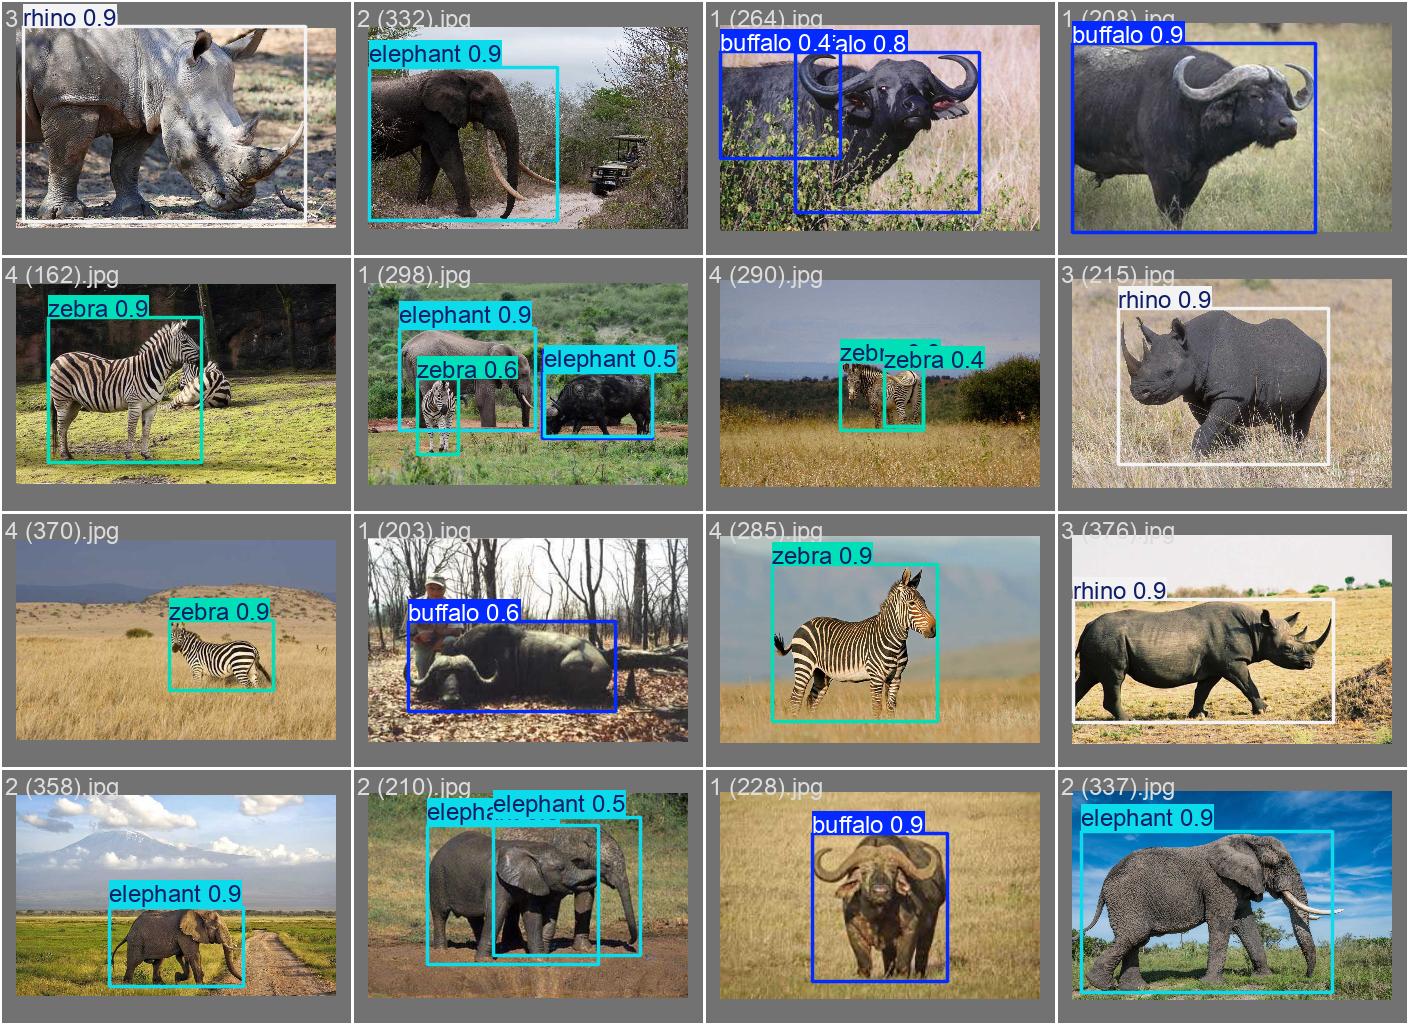 3
rhino 0.9
2 (332).jpg
elephant 0.9
1 (264).jpg
buffalo 0.4
alo 0.8
1 (208).jpg
buffalo 0.9
4 (162).jpg
zebra 0.9
1 (298).jpg
elephant 0.9
zebra 0.6
elephant 0.5
4 (290).jpg
zebr
zebra 0.4
3 (215).jpg
rhino 0.9
4 (370).jpg
zebra 0.9
1 (203).jpg
buffalo 0.6
4 (285).jpg
zebra 0.9
3 (376).jpg
rhino 0.9
2 (358).jpg
elephant 0.9
2 (210).jpg
elepha
elephant 0.5
1 (228).jpg
buffalo 0.9
2 (337).jpg
elephant 0.9